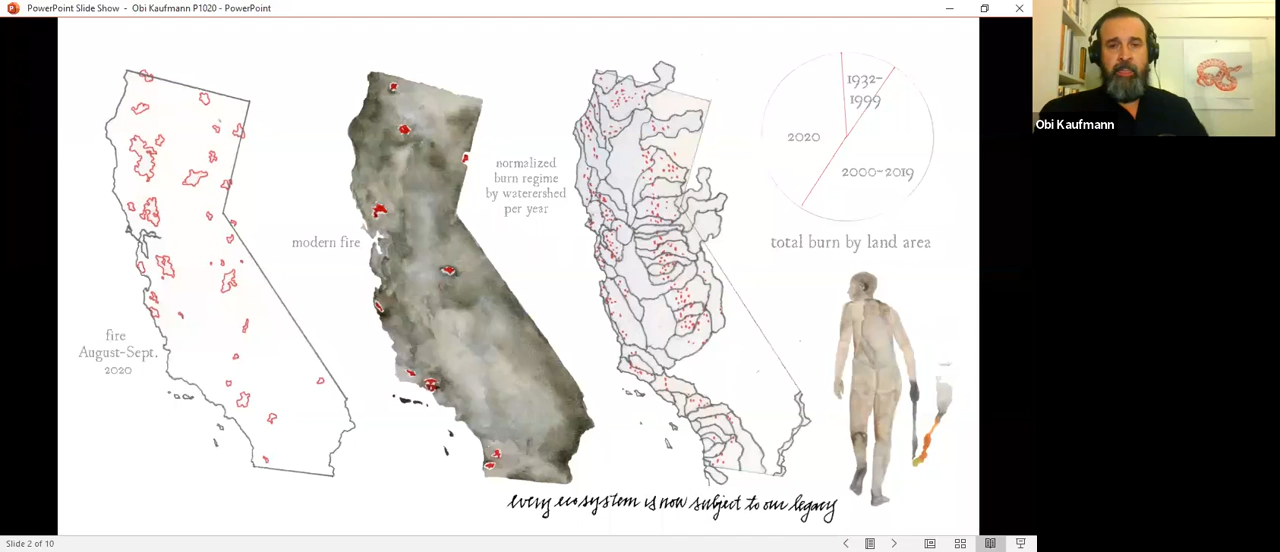 PowerPoint Slide Show - Obi Kaufmann P1020 - PowerPoint
fire
August-Sept.
2020
modern fire
normalized
burn regime
by watershed
per year
1932-
1999
2020
2000-2019
total burn by land area
every ecosystem is now subject to our legacy
Obi Kaufmann
Slide 2 of 10